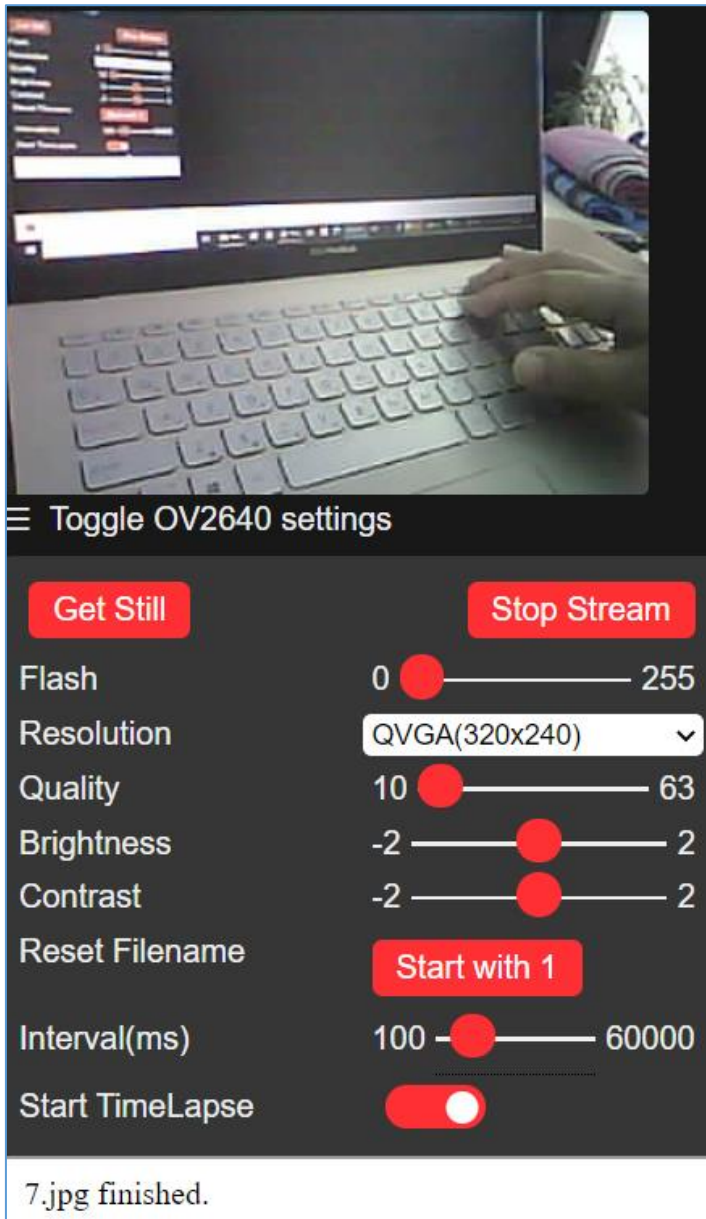 ☰ Toggle OV2640 settings
Get Still Stop Stream
Flash 0 255
Resolution QVGA(320x240)
Quality 10 63
Brightness -2 2
Contrast -2 2
Reset Filename Start with 1
Interval(ms) 100 60000
Start TimeLapse
7.jpg finished.